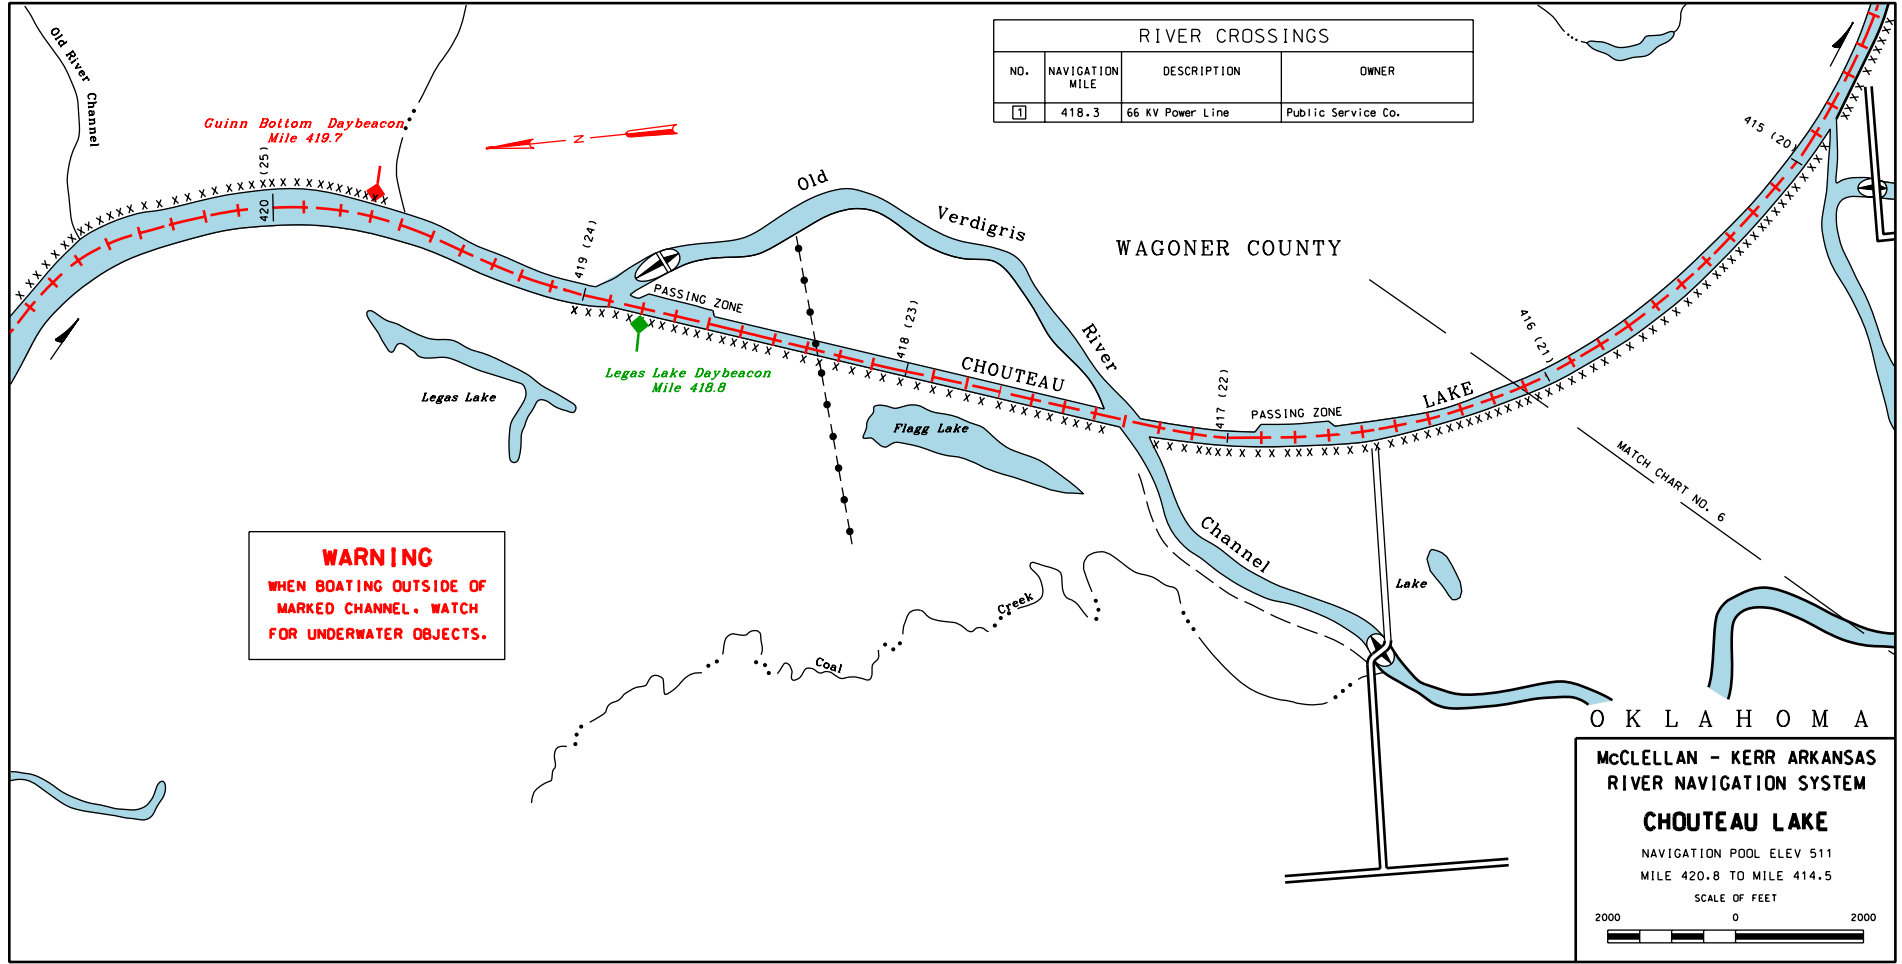 RIVER CROSSINGS
NO.
NAVIGATION
MILE
DESCRIPTION
OWNER
1
418.3
66 KV Power Line
Public Service Co.
Old River Channel
Guinn Bottom Daybeacon
Mile 419.7
N
420 (25)
419 (24)
418 (23)
417 (22)
416 (21)
415 (20)
Old Verdigris River Channel
WAGONER COUNTY
PASSING ZONE
Legas Lake Daybeacon
Mile 418.8
CHOUTEAU LAKE
PASSING ZONE
Legas Lake
Flagg Lake
MATCH CHART NO. 6
WARNING
WHEN BOATING OUTSIDE OF
MARKED CHANNEL, WATCH
FOR UNDERWATER OBJECTS.
Lake
Coal Creek
OKLAHOMA
McCLELLAN - KERR ARKANSAS
RIVER NAVIGATION SYSTEM
CHOUTEAU LAKE
NAVIGATION POOL ELEV 511
MILE 420.8 TO MILE 414.5
SCALE OF FEET
2000 0 2000